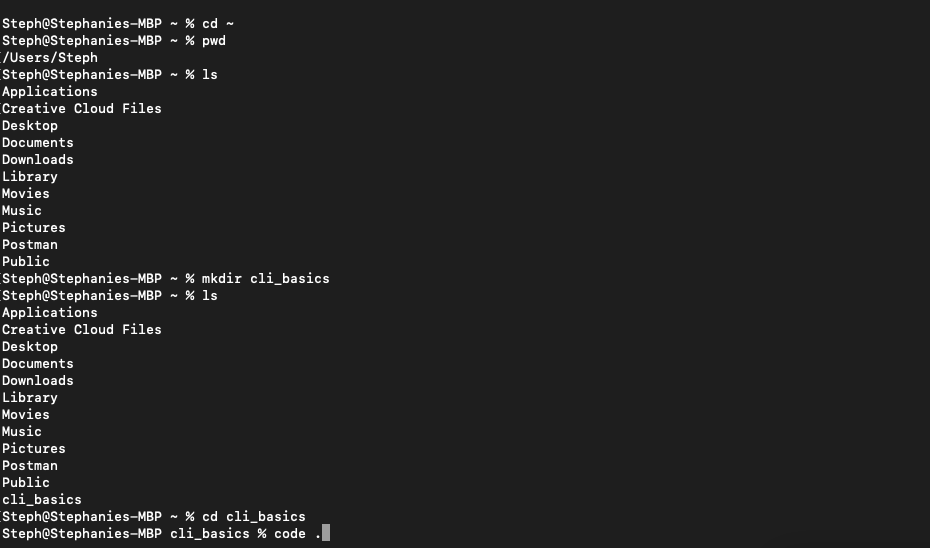 Steph@Stephanies-MBP ~ % cd ~
Steph@Stephanies-MBP ~ % pwd
/Users/Steph
[Steph@Stephanies-MBP ~ % ls
Applications
Creative Cloud Files
Desktop
Documents
Downloads
Library
Movies
Music
Pictures
Postman
Public
[Steph@Stephanies-MBP ~ % mkdir cli_basics
[Steph@Stephanies-MBP ~ % ls
Applications
Creative Cloud Files
Desktop
Documents
Downloads
Library
Movies
Music
Pictures
Postman
Public
cli_basics
[Steph@Stephanies-MBP ~ % cd cli_basics
Steph@Stephanies-MBP cli_basics % code .